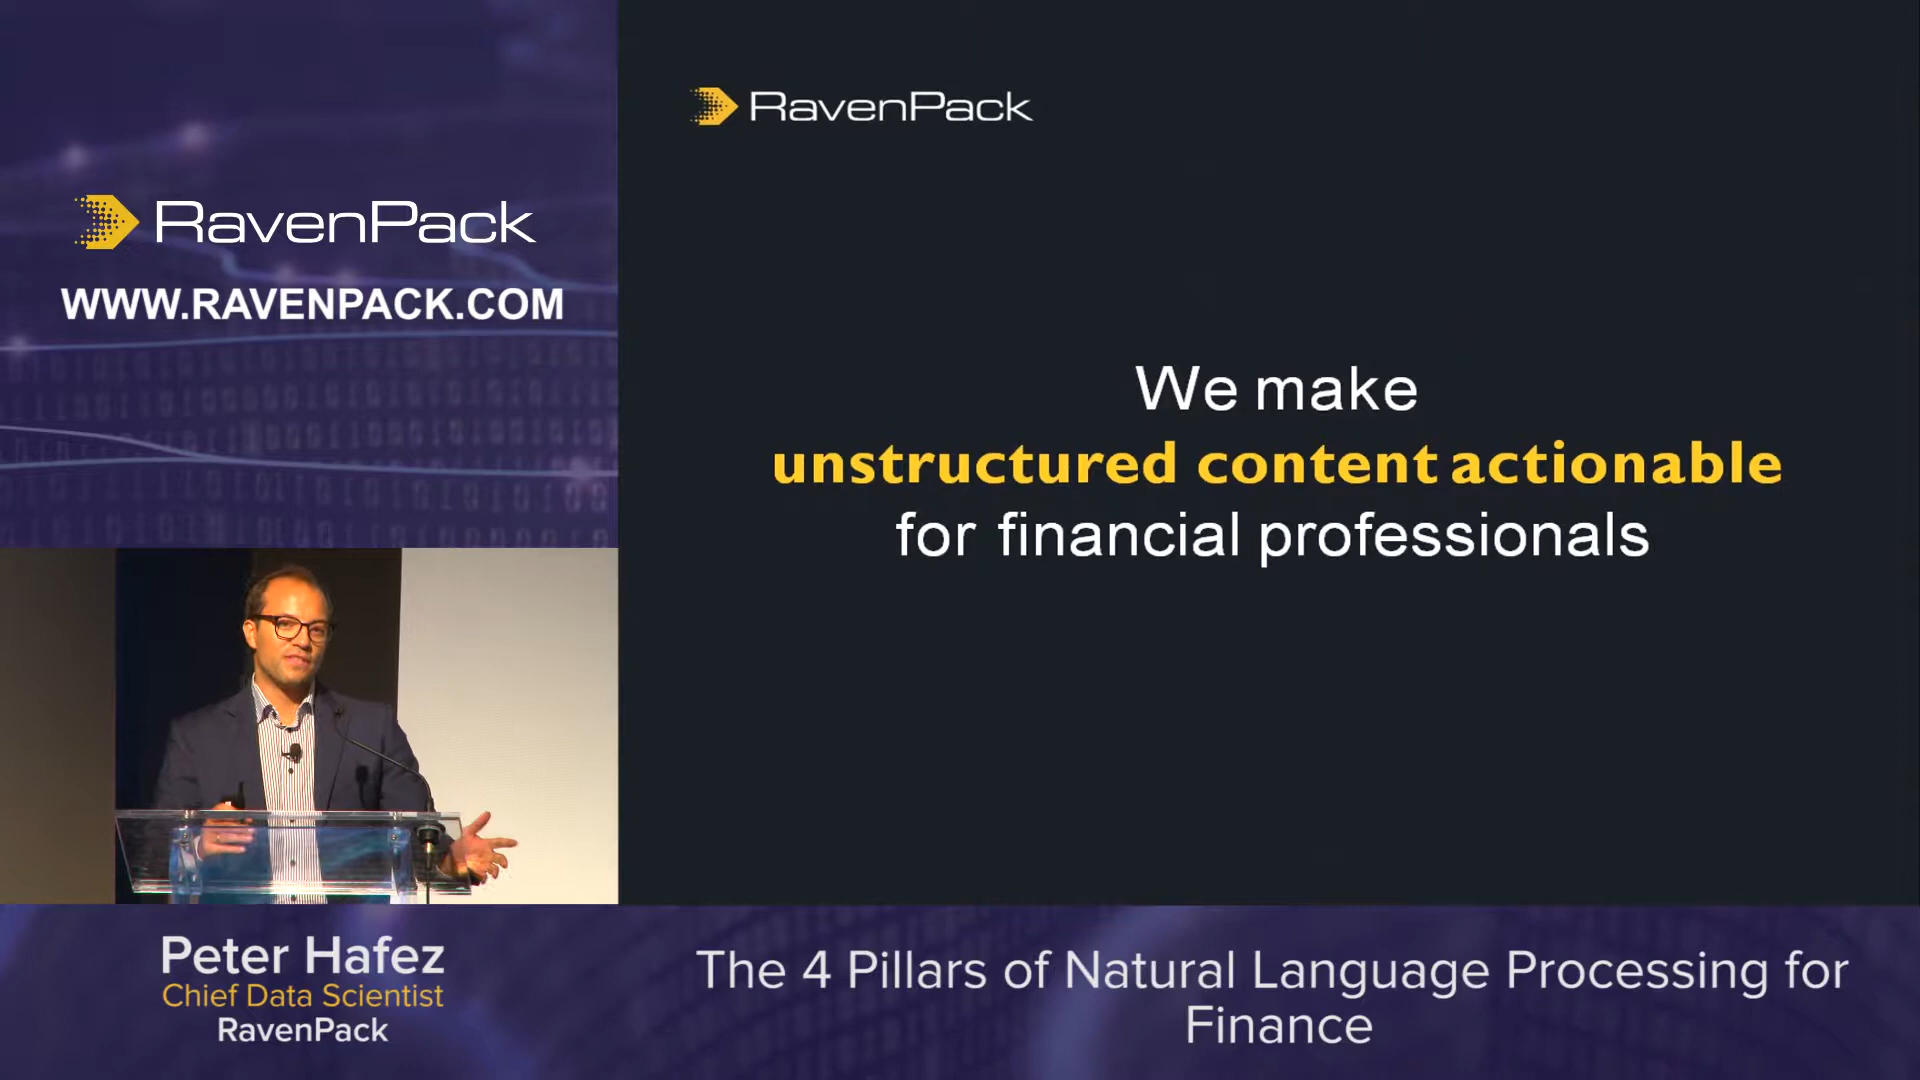 RavenPack
WWW.RAVENPACK.COM
RavenPack
We make
unstructured content actionable
for financial professionals
Peter Hafez
Chief Data Scientist
RavenPack
The 4 Pillars of Natural Language Processing for
Finance